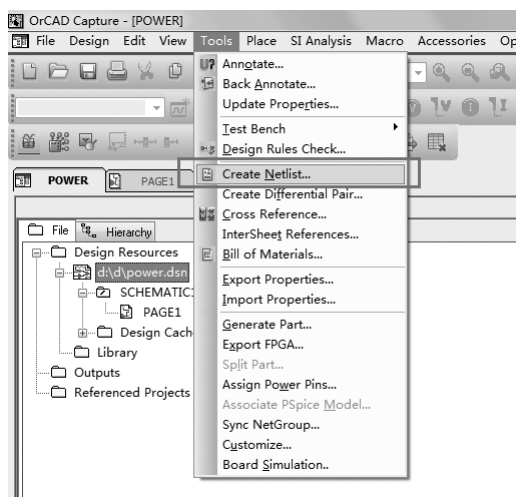 OrCAD Capture - [POWER]
File Design Edit View Tools Place SI Analysis Macro Accessories Op
Annotate...
Back Annotate...
Update Properties...
Test Bench
Design Rules Check...
Create Netlist...
Create Differential Pair...
Cross Reference...
InterSheet References...
Bill of Materials...
Export Properties...
Import Properties...
Generate Part...
Export FPGA...
Split Part...
Assign Power Pins...
Associate PSpice Model...
Sync NetGroup...
Customize...
Board Simulation..
POWER PAGE1
File Hierarchy
Design Resources
d:\d\power.dsn
SCHEMATIC1
PAGE1
Design Cach
Library
Outputs
Referenced Projects